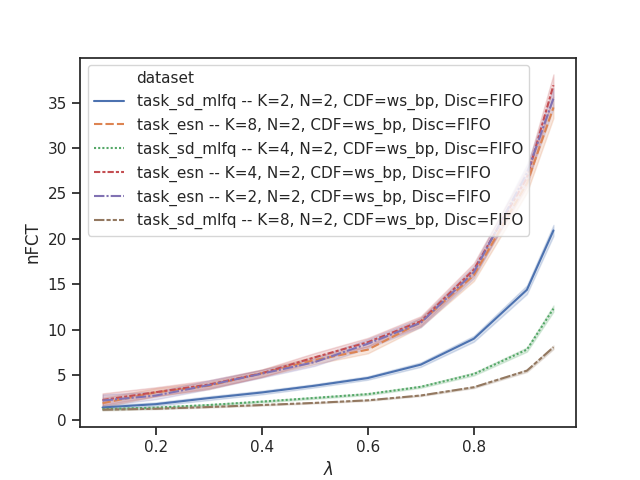 dataset
task_sd_mlfq -- K=2, N=2, CDF=ws_bp, Disc=FIFO
task_esn -- K=8, N=2, CDF=ws_bp, Disc=FIFO
task_sd_mlfq -- K=4, N=2, CDF=ws_bp, Disc=FIFO
task_esn -- K=4, N=2, CDF=ws_bp, Disc=FIFO
task_esn -- K=2, N=2, CDF=ws_bp, Disc=FIFO
task_sd_mlfq -- K=8, N=2, CDF=ws_bp, Disc=FIFO
nFCT
35
30
25
20
15
10
5
0
0.2 0.4 0.6 0.8
λ